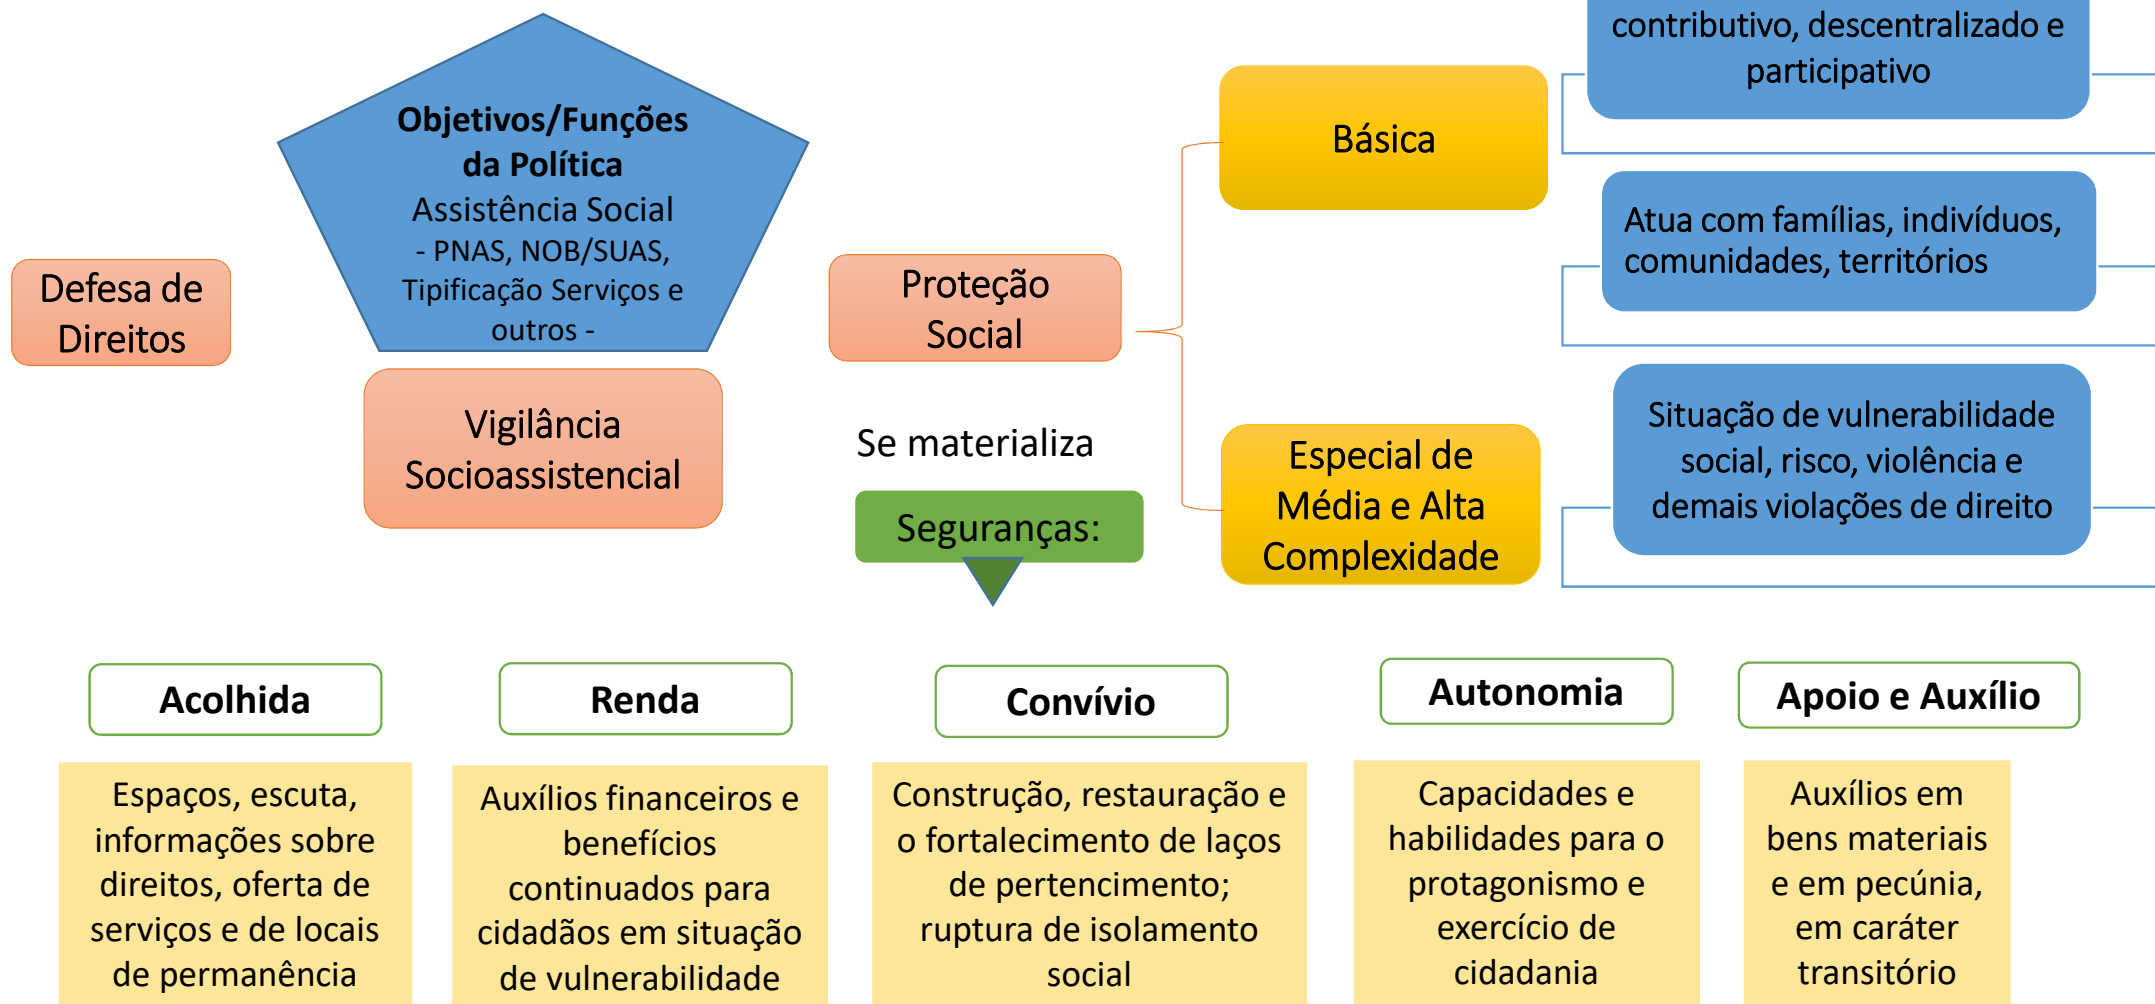 Objetivos/Funções
da Política
Assistência Social
- PNAS, NOB/SUAS,
Tipificação Serviços e
outros -
Defesa de
Direitos
Vigilância
Socioassistencial
Proteção
Social
Básica
Especial de
Média e Alta
Complexidade
contributivo, descentralizado e
participativo
Atua com famílias, indivíduos,
comunidades, territórios
Situação de vulnerabilidade
social, risco, violência e
demais violações de direito
Se materializa
Seguranças:
Acolhida
Espaços, escuta,
informações sobre
direitos, oferta de
serviços e de locais
de permanência
Renda
Auxílios financeiros e
benefícios
continuados para
cidadãos em situação
de vulnerabilidade
Convívio
Construção, restauração e
o fortalecimento de laços
de pertencimento;
ruptura de isolamento
social
Autonomia
Capacidades e
habilidades para o
protagonismo e
exercício de
cidadania
Apoio e Auxílio
Auxílios em
bens materiais
e em pecúnia,
em caráter
transitório